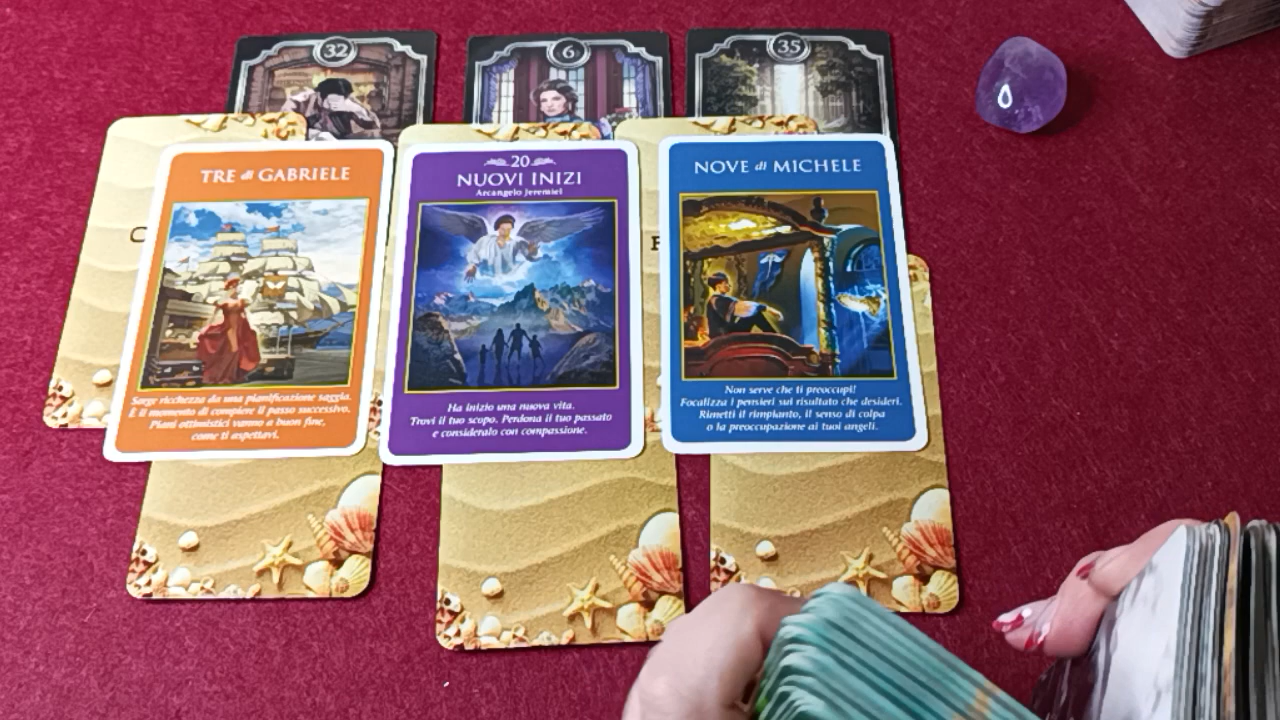 32
6
35
TRE di GABRIELE
Sorge ricchezza da una pianificazione saggia.
È il momento di compiere il passo successivo.
Piani ottimistici vanno a buon fine,
come ti aspettavi.
20
NUOVI INIZI
Arcangelo Jeremiel
Ha inizio una nuova vita.
Trovi il tuo scopo. Perdona il tuo passato
e consideralo con compassione.
NOVE di MICHELE
Non serve che ti preoccupi!
Focalizza i pensieri sul risultato che desideri.
Rimetti il rimpianto, il senso di colpa
o la preoccupazione ai tuoi angeli.